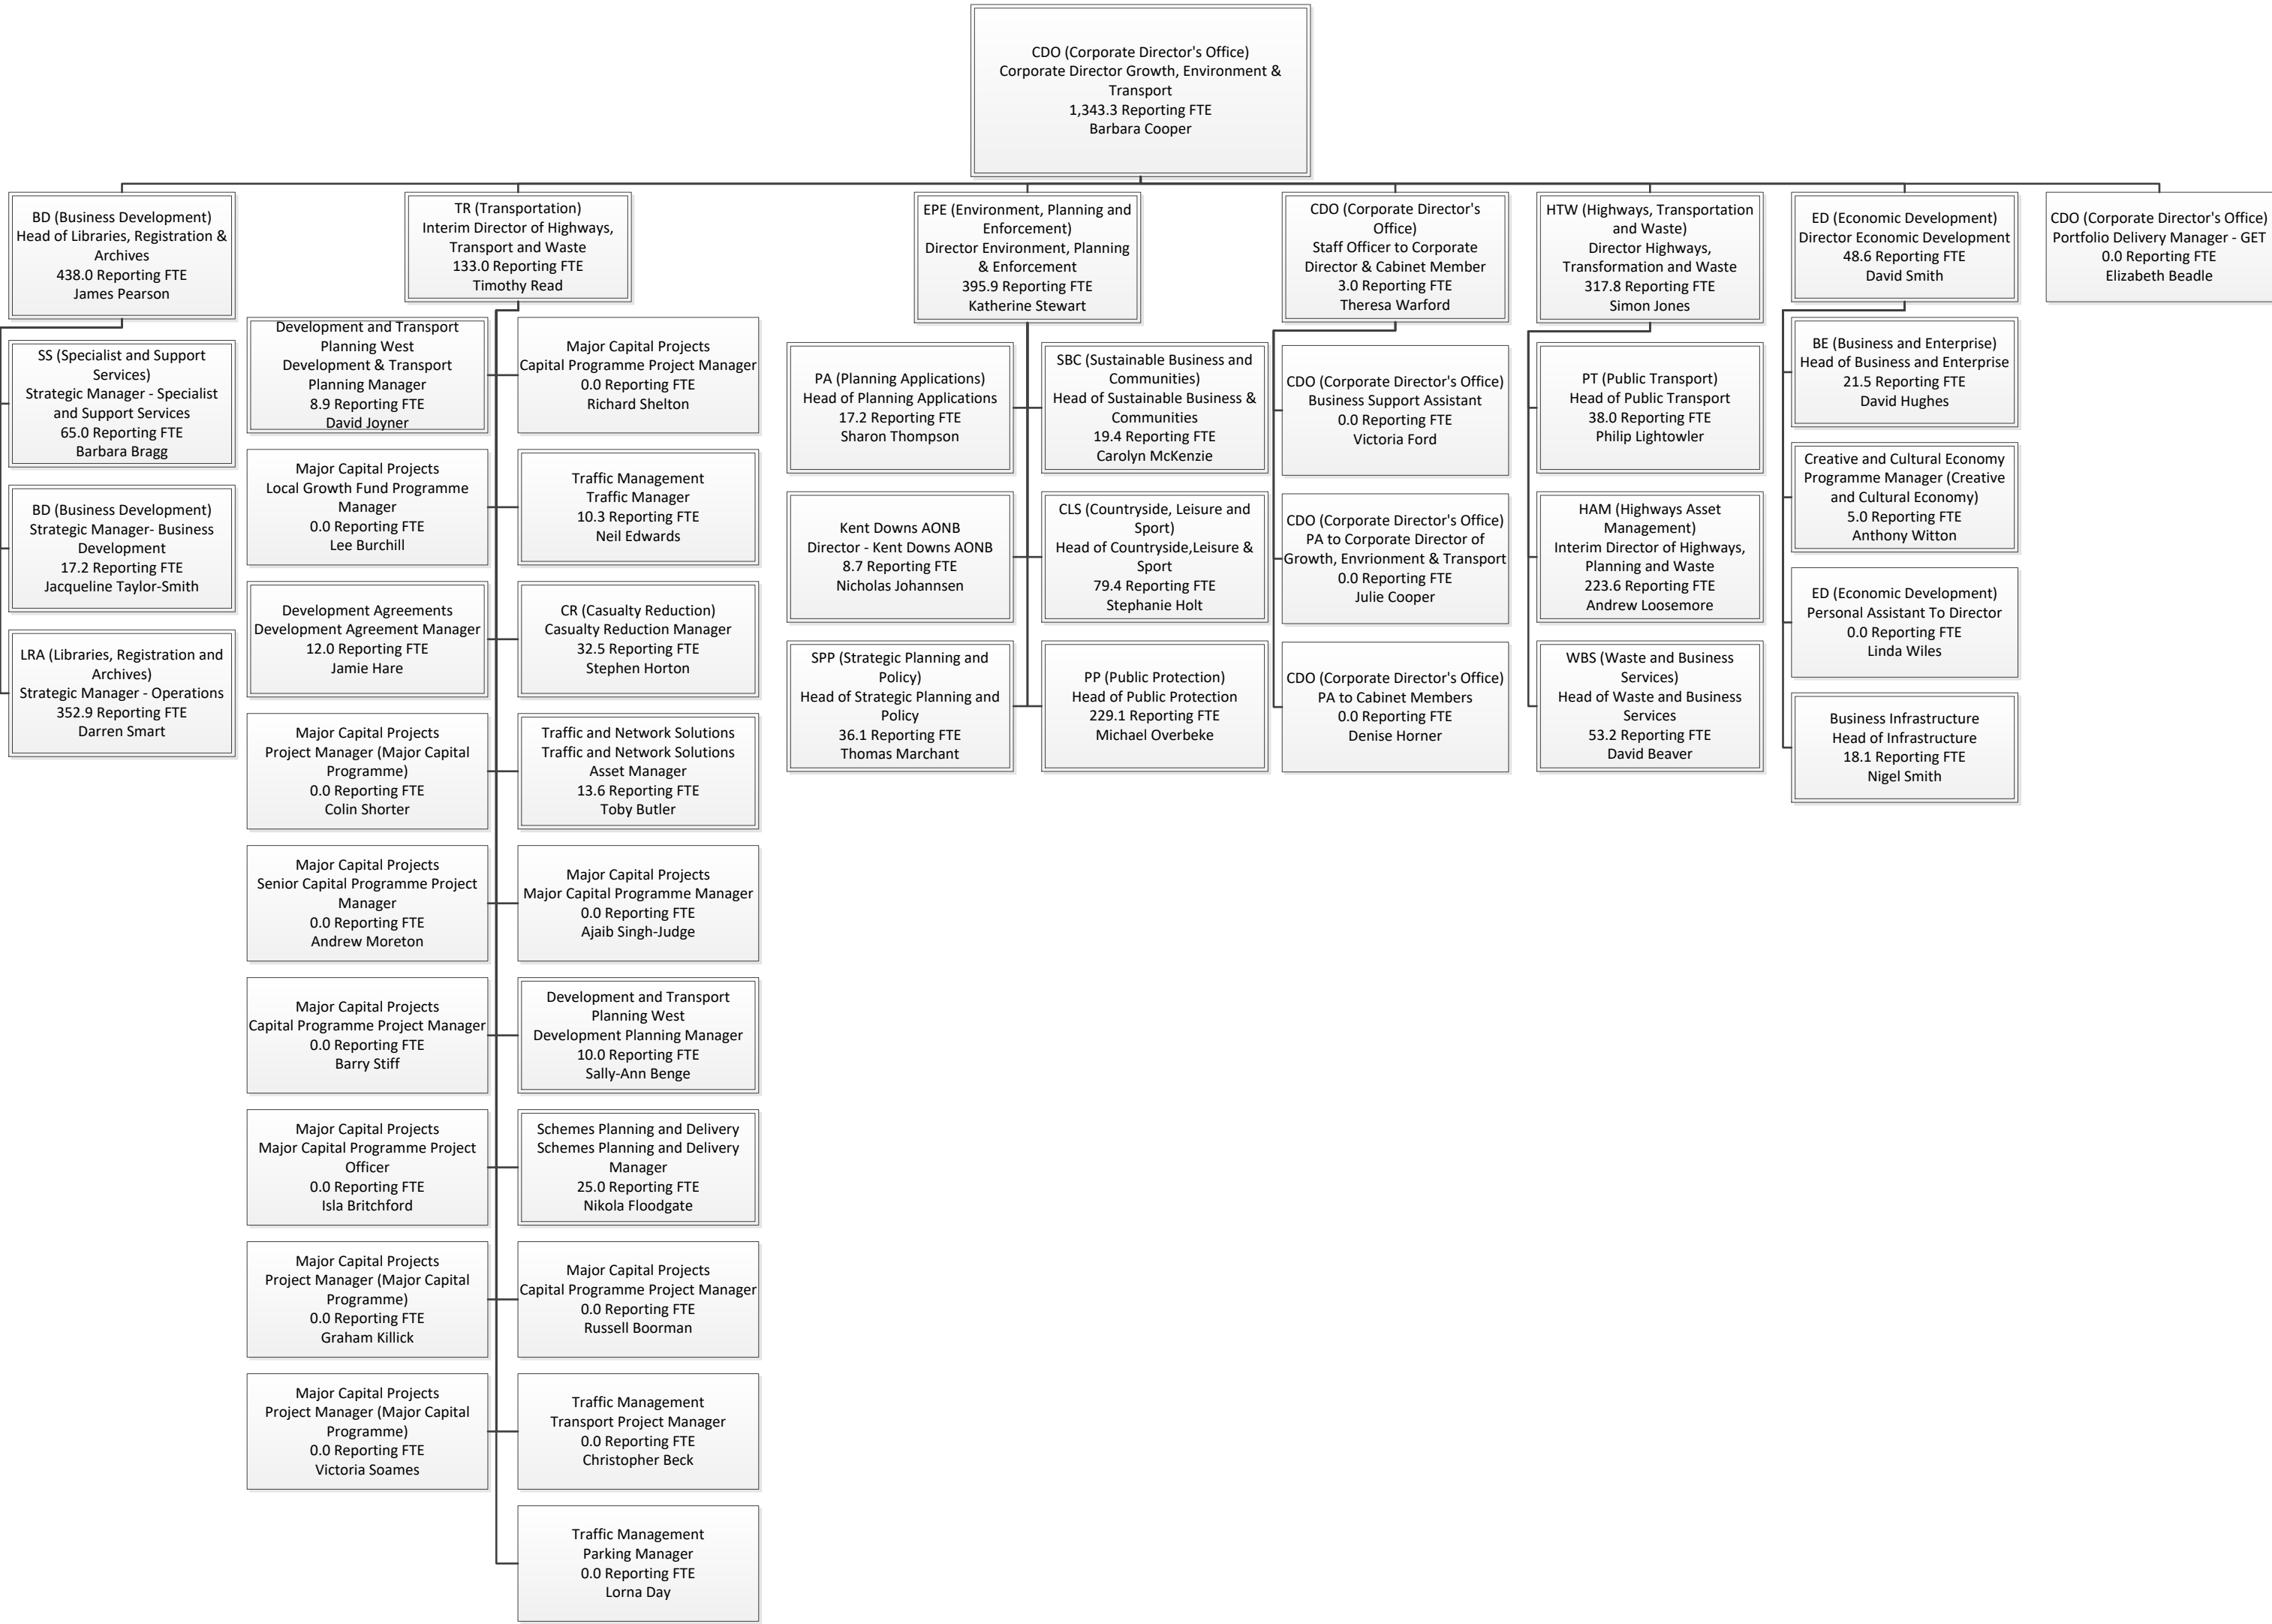 CDO (Corporate Director's Office)
Corporate Director Growth, Environment &
Transport
1,343.3 Reporting FTE
Barbara Cooper
BD (Business Development)
Head of Libraries, Registration &
Archives
438.0 Reporting FTE
James Pearson
SS (Specialist and Support
Services)
Strategic Manager - Specialist
and Support Services
65.0 Reporting FTE
Barbara Bragg
BD (Business Development)
Strategic Manager- Business
Development
17.2 Reporting FTE
Jacqueline Taylor-Smith
LRA (Libraries, Registration and
Archives)
Strategic Manager - Operations
352.9 Reporting FTE
Darren Smart
TR (Transportation)
Interim Director of Highways,
Transport and Waste
133.0 Reporting FTE
Timothy Read
Development and Transport
Planning West
Development & Transport
Planning Manager
8.9 Reporting FTE
David Joyner
Major Capital Projects
Capital Programme Project Manager
0.0 Reporting FTE
Richard Shelton
Major Capital Projects
Local Growth Fund Programme
Manager
0.0 Reporting FTE
Lee Burchill
Traffic Management
Traffic Manager
10.3 Reporting FTE
Neil Edwards
Development Agreements
Development Agreement Manager
12.0 Reporting FTE
Jamie Hare
CR (Casualty Reduction)
Casualty Reduction Manager
32.5 Reporting FTE
Stephen Horton
Major Capital Projects
Project Manager (Major Capital
Programme)
0.0 Reporting FTE
Colin Shorter
Traffic and Network Solutions
Traffic and Network Solutions
Asset Manager
13.6 Reporting FTE
Toby Butler
Major Capital Projects
Senior Capital Programme Project
Manager
0.0 Reporting FTE
Andrew Moreton
Major Capital Projects
Major Capital Programme Manager
0.0 Reporting FTE
Ajaib Singh-Judge
Major Capital Projects
Capital Programme Project Manager
0.0 Reporting FTE
Barry Stiff
Development and Transport
Planning West
Development Planning Manager
10.0 Reporting FTE
Sally-Ann Benge
Major Capital Projects
Major Capital Programme Project
Officer
0.0 Reporting FTE
Isla Britchford
Schemes Planning and Delivery
Schemes Planning and Delivery
Manager
25.0 Reporting FTE
Nikola Floodgate
Major Capital Projects
Project Manager (Major Capital
Programme)
0.0 Reporting FTE
Graham Killick
Major Capital Projects
Capital Programme Project Manager
0.0 Reporting FTE
Russell Boorman
Major Capital Projects
Project Manager (Major Capital
Programme)
0.0 Reporting FTE
Victoria Soames
Traffic Management
Transport Project Manager
0.0 Reporting FTE
Christopher Beck
Traffic Management
Parking Manager
0.0 Reporting FTE
Lorna Day
EPE (Environment, Planning and
Enforcement)
Director Environment, Planning
& Enforcement
395.9 Reporting FTE
Katherine Stewart
PA (Planning Applications)
Head of Planning Applications
17.2 Reporting FTE
Sharon Thompson
SBC (Sustainable Business and
Communities)
Head of Sustainable Business &
Communities
19.4 Reporting FTE
Carolyn McKenzie
Kent Downs AONB
Director - Kent Downs AONB
8.7 Reporting FTE
Nicholas Johannsen
CLS (Countryside, Leisure and
Sport)
Head of Countryside,Leisure &
Sport
79.4 Reporting FTE
Stephanie Holt
SPP (Strategic Planning and
Policy)
Head of Strategic Planning and
Policy
36.1 Reporting FTE
Thomas Marchant
PP (Public Protection)
Head of Public Protection
229.1 Reporting FTE
Michael Overbeke
CDO (Corporate Director's
Office)
Staff Officer to Corporate
Director & Cabinet Member
3.0 Reporting FTE
Theresa Warford
CDO (Corporate Director's Office)
Business Support Assistant
0.0 Reporting FTE
Victoria Ford
CDO (Corporate Director's Office)
PA to Corporate Director of
Growth, Envrionment & Transport
0.0 Reporting FTE
Julie Cooper
CDO (Corporate Director's Office)
PA to Cabinet Members
0.0 Reporting FTE
Denise Horner
HTW (Highways, Transportation
and Waste)
Director Highways,
Transformation and Waste
317.8 Reporting FTE
Simon Jones
PT (Public Transport)
Head of Public Transport
38.0 Reporting FTE
Philip Lightowler
HAM (Highways Asset
Management)
Interim Director of Highways,
Planning and Waste
223.6 Reporting FTE
Andrew Loosemore
WBS (Waste and Business
Services)
Head of Waste and Business
Services
53.2 Reporting FTE
David Beaver
ED (Economic Development)
Director Economic Development
48.6 Reporting FTE
David Smith
BE (Business and Enterprise)
Head of Business and Enterprise
21.5 Reporting FTE
David Hughes
Creative and Cultural Economy
Programme Manager (Creative
and Cultural Economy)
5.0 Reporting FTE
Anthony Witton
ED (Economic Development)
Personal Assistant To Director
0.0 Reporting FTE
Linda Wiles
Business Infrastructure
Head of Infrastructure
18.1 Reporting FTE
Nigel Smith
CDO (Corporate Director's Office)
Portfolio Delivery Manager - GET
0.0 Reporting FTE
Elizabeth Beadle